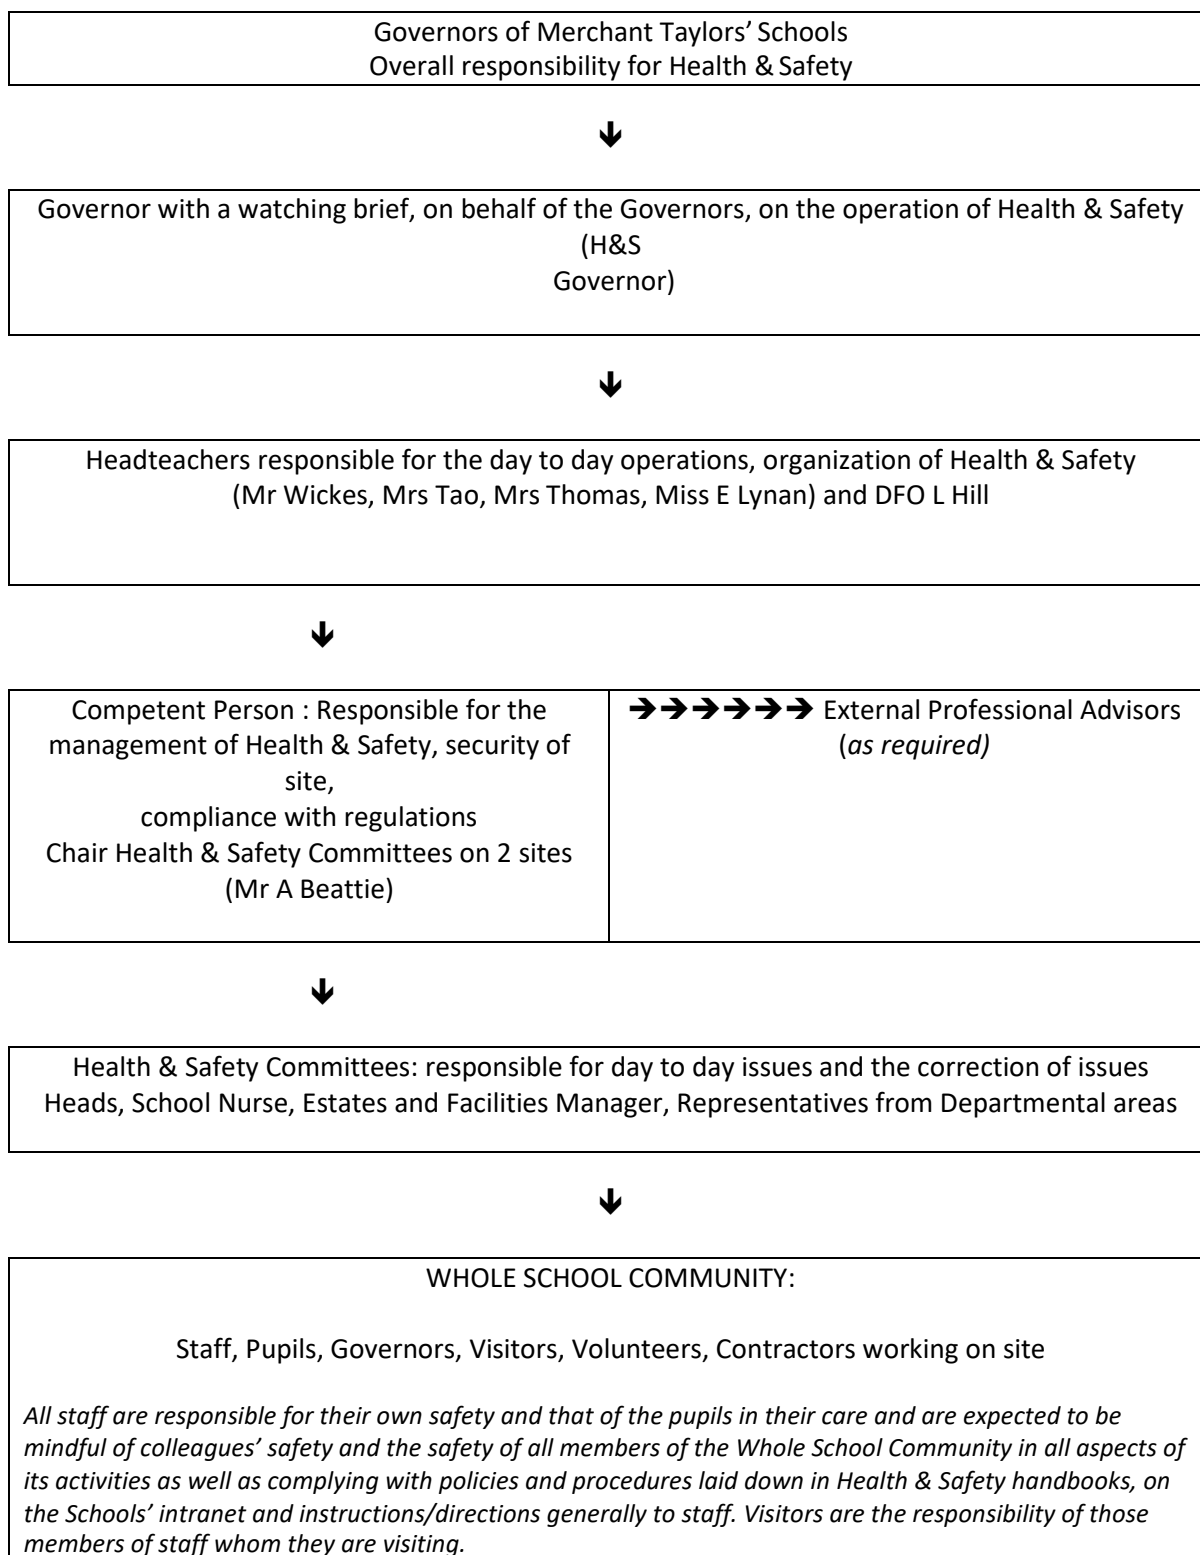 Governors of Merchant Taylors’ Schools
Overall responsibility for Health & Safety
Governor with a watching brief, on behalf of the Governors, on the operation of Health & Safety
(H&S
Governor)
Headteachers responsible for the day to day operations, organization of Health & Safety
(Mr Wickes, Mrs Tao, Mrs Thomas, Miss E Lynan) and DFO L Hill
Competent Person : Responsible for the
management of Health & Safety, security of
site,
compliance with regulations
Chair Health & Safety Committees on 2 sites
(Mr A Beattie)
➔➔➔➔➔➔ External Professional Advisors
(as required)
Health & Safety Committees: responsible for day to day issues and the correction of issues
Heads, School Nurse, Estates and Facilities Manager, Representatives from Departmental areas
WHOLE SCHOOL COMMUNITY:
Staff, Pupils, Governors, Visitors, Volunteers, Contractors working on site
All staff are responsible for their own safety and that of the pupils in their care and are expected to be
mindful of colleagues’ safety and the safety of all members of the Whole School Community in all aspects of
its activities as well as complying with policies and procedures laid down in Health & Safety handbooks, on
the Schools’ intranet and instructions/directions generally to staff. Visitors are the responsibility of those
members of staff whom they are visiting.